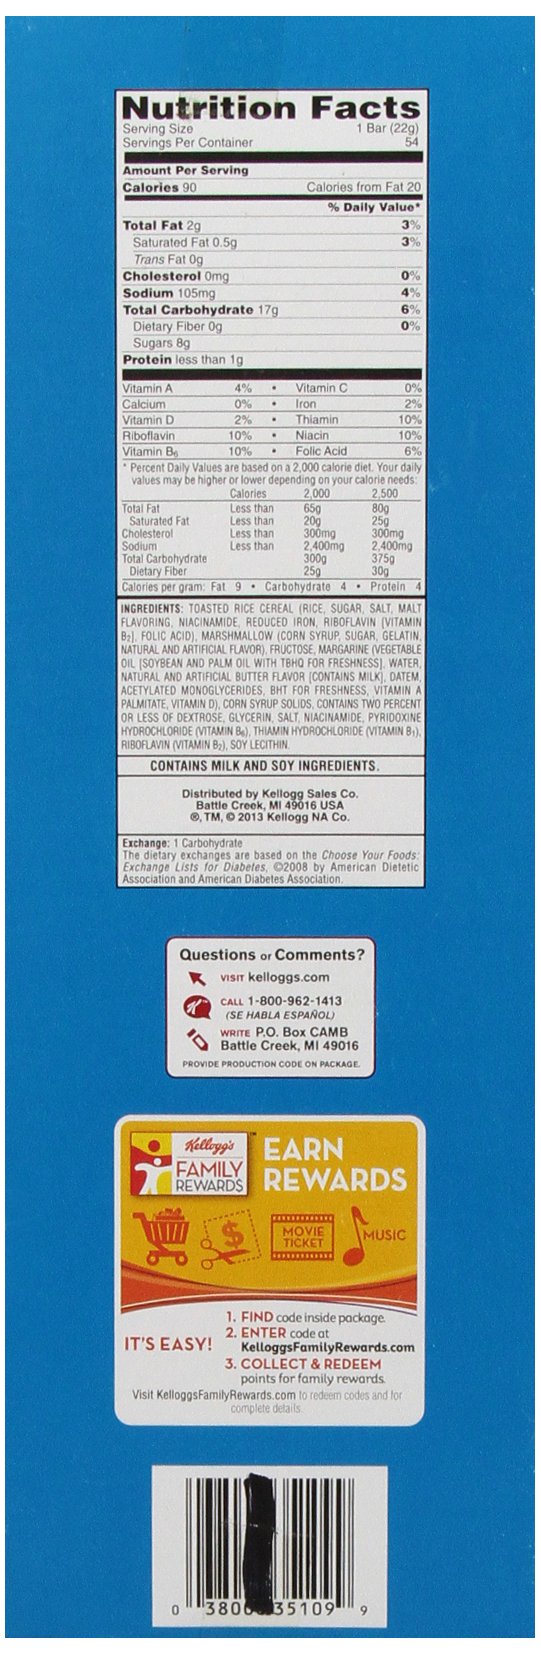 Nutrition Facts
Serving Size 1 Bar (22g)
Servings Per Container 54
Amount Per Serving
Calories 90 Calories from Fat 20
% Daily Value*
Total Fat 2g 3%
Saturated Fat 0.5g 3%
Trans Fat 0g
Cholesterol 0mg 0%
Sodium 105mg 4%
Total Carbohydrate 17g 6%
Dietary Fiber 0g 0%
Sugars 8g
Protein less than 1g
Vitamin A 4% • Vitamin C 0%
Calcium 0% • Iron 2%
Vitamin D 2% • Thiamin 10%
Riboflavin 10% • Niacin 10%
Vitamin B6 10% • Folic Acid 6%
* Percent Daily Values are based on a 2,000 calorie diet. Your daily
values may be higher or lower depending on your calorie needs:
Calories 2,000 2,500
Total Fat Less than 65g 80g
Saturated Fat Less than 20g 25g
Cholesterol Less than 300mg 300mg
Sodium Less than 2,400mg 2,400mg
Total Carbohydrate 300g 375g
Dietary Fiber 25g 30g
Calories per gram: Fat 9 • Carbohydrate 4 • Protein 4
INGREDIENTS: TOASTED RICE CEREAL (RICE, SUGAR, SALT, MALT
FLAVORING, NIACINAMIDE, REDUCED IRON, RIBOFLAVIN [VITAMIN
B2], FOLIC ACID), MARSHMALLOW (CORN SYRUP, SUGAR, GELATIN,
NATURAL AND ARTIFICIAL FLAVOR), FRUCTOSE, MARGARINE (VEGETABLE
OIL [SOYBEAN AND PALM OIL WITH TBHQ FOR FRESHNESS], WATER,
NATURAL AND ARTIFICIAL BUTTER FLAVOR [CONTAINS MILK], DATEM,
ACETYLATED MONOGLYCERIDES, BHT FOR FRESHNESS, VITAMIN A
PALMITATE, VITAMIN D), CORN SYRUP SOLIDS, CONTAINS TWO PERCENT
OR LESS OF DEXTROSE, GLYCERIN, SALT, NIACINAMIDE, PYRIDOXINE
HYDROCHLORIDE (VITAMIN B6), THIAMIN HYDROCHLORIDE (VITAMIN B1),
RIBOFLAVIN (VITAMIN B2), SOY LECITHIN.
CONTAINS MILK AND SOY INGREDIENTS.
Distributed by Kellogg Sales Co.
Battle Creek, MI 49016 USA
®, TM, © 2013 Kellogg NA Co.
Exchange: 1 Carbohydrate
The dietary exchanges are based on the Choose Your Foods:
Exchange Lists for Diabetes, ©2008 by American Dietetic
Association and American Diabetes Association.
Questions or Comments?
VISIT kelloggs.com
K™
CALL 1-800-962-1413
(SE HABLA ESPAÑOL)
WRITE P.O. Box CAMB
Battle Creek, MI 49016
PROVIDE PRODUCTION CODE ON PACKAGE.
Kellogg's ™
FAMILY
REWARDS
EARN
REWARDS
$
MOVIE
TICKET
MUSIC
IT'S EASY!
1. FIND code inside package.
2. ENTER code at
KelloggsFamilyRewards.com
3. COLLECT & REDEEM
points for family rewards.
Visit KelloggsFamilyRewards.com to redeem codes and for
complete details.
0 3800 35109 9